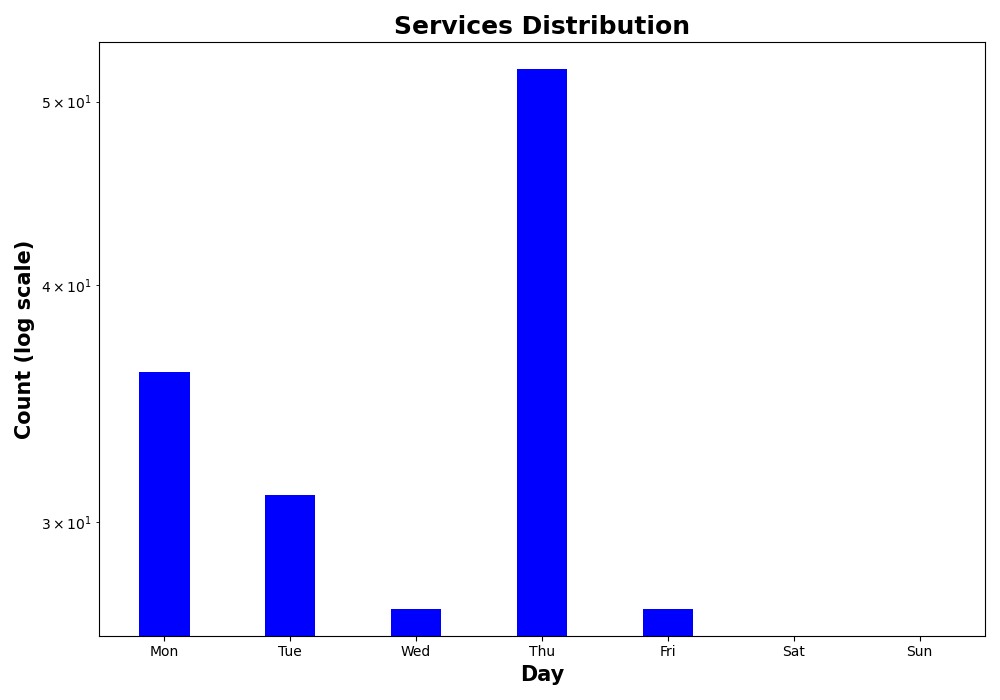 Services Distribution
Count (log scale)
5 × 10¹
4 × 10¹
3 × 10¹
Mon Tue Wed Thu Fri Sat Sun
Day